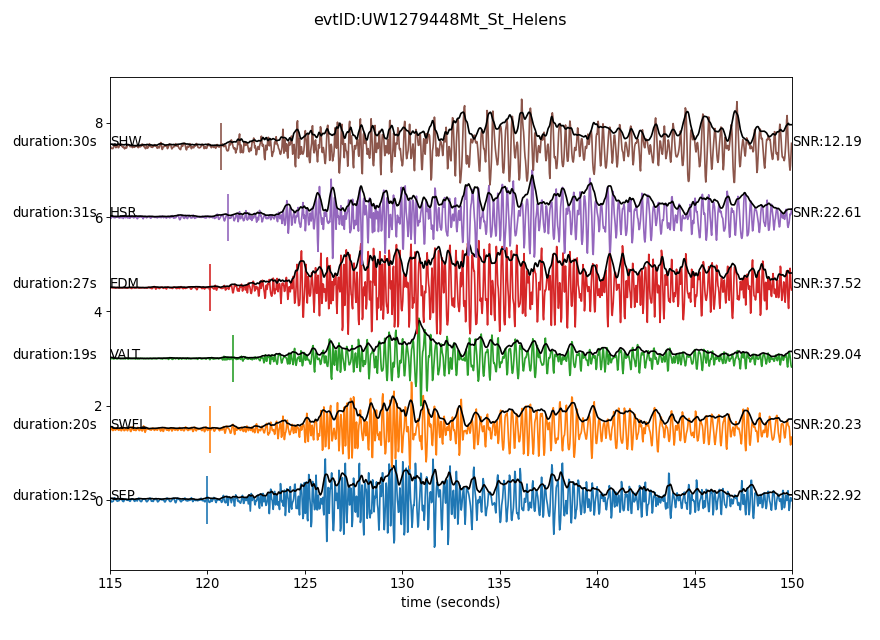 evtID:UW1279448Mt_St_Helens
8
duration:30s SHW SNR:12.19
duration:31s HSR SNR:22.61
6
duration:27s EDM SNR:37.52
4
duration:19s VALT SNR:29.04
2
duration:20s SWFL SNR:20.23
duration:12s SEP SNR:22.92
0
115 120 125 130 135 140 145 150
time (seconds)